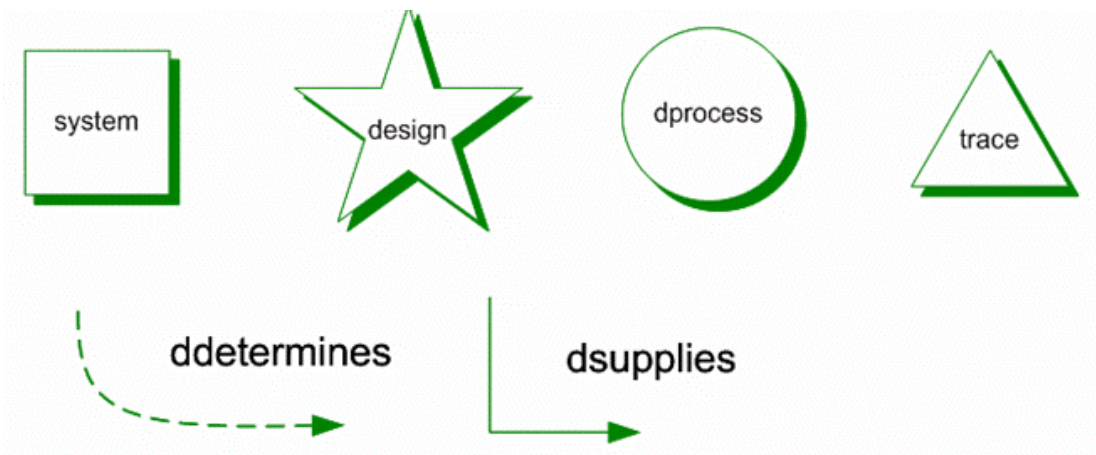 system
design
dprocess
trace
ddetermines
dsupplies